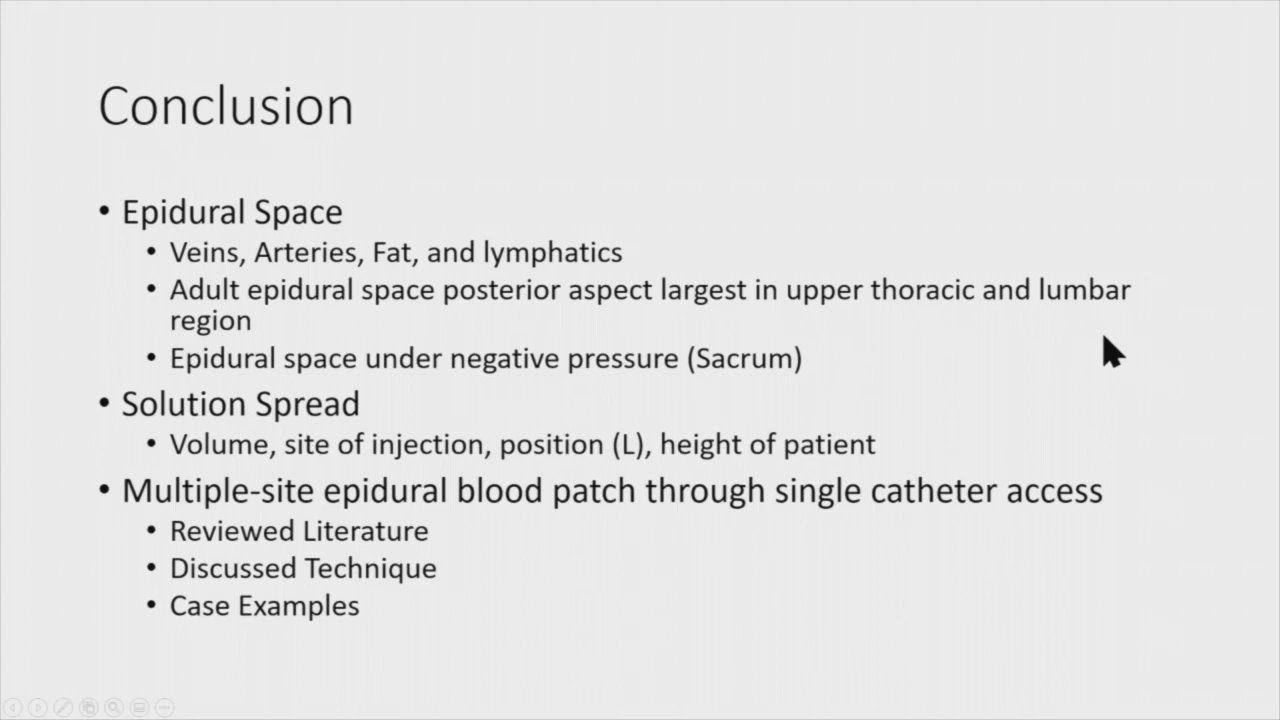 Conclusion
• Epidural Space
• Veins, Arteries, Fat, and lymphatics
• Adult epidural space posterior aspect largest in upper thoracic and lumbar
region
• Epidural space under negative pressure (Sacrum)
• Solution Spread
• Volume, site of injection, position (L), height of patient
• Multiple-site epidural blood patch through single catheter access
• Reviewed Literature
• Discussed Technique
• Case Examples